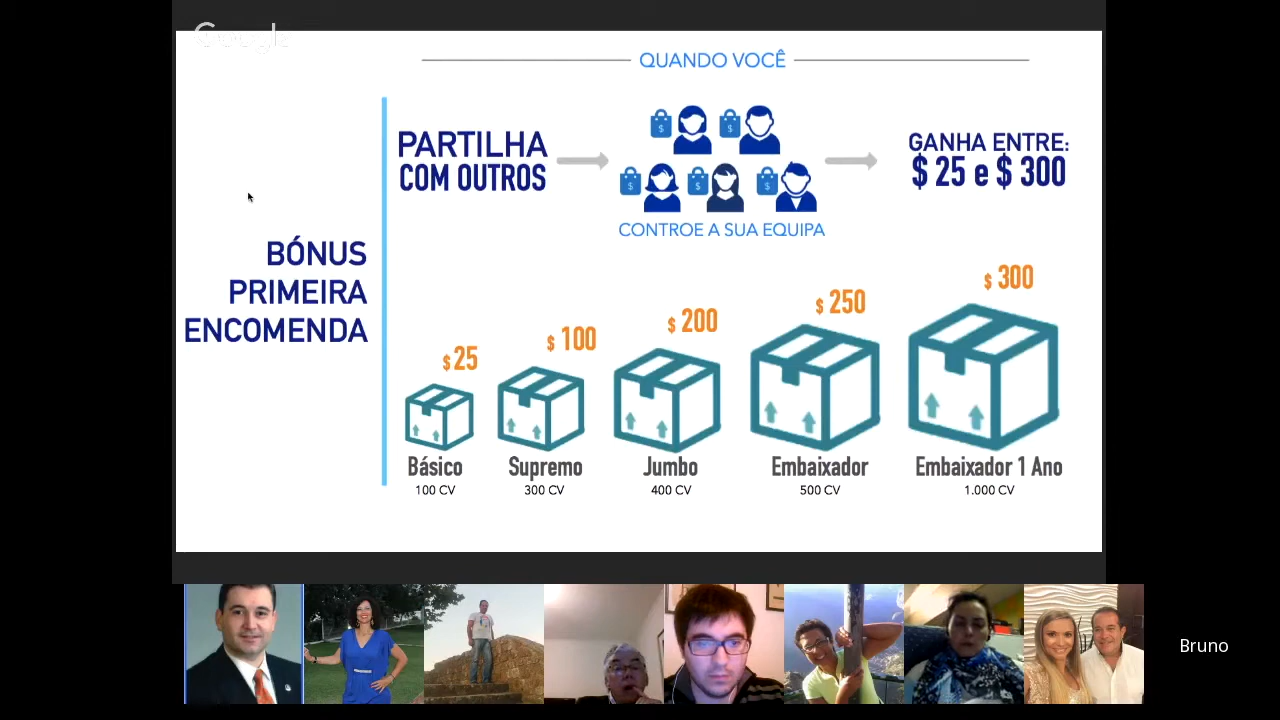 Google
QUANDO VOCÊ
PARTILHA
COM OUTROS
$
$
$
$
$
CONTROE A SUA EQUIPA
GANHA ENTRE:
$ 25 e $ 300
BÓNUS
PRIMEIRA
ENCOMENDA
$ 25
$ 100
$ 200
$ 250
$ 300
Básico
100 CV
Supremo
300 CV
Jumbo
400 CV
Embaixador
500 CV
Embaixador 1 Ano
1.000 CV
Bruno